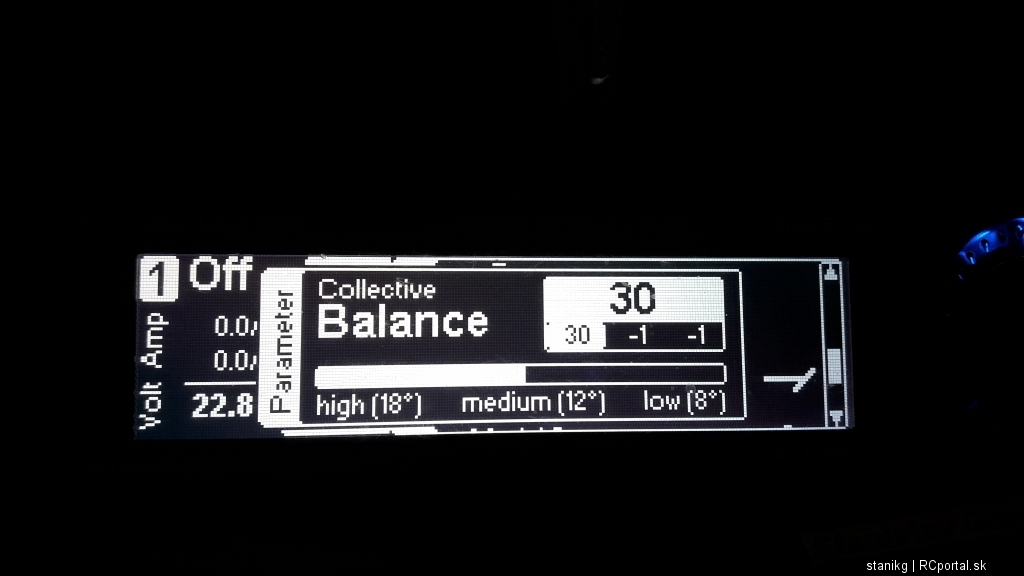 1 Off
Amp
0.0
0.0
Volt
22.8
Parameter
Collective
Balance
30
30 -1 -1
high (18°) medium (12°) low (8°)
stanikg | RCportal.sk